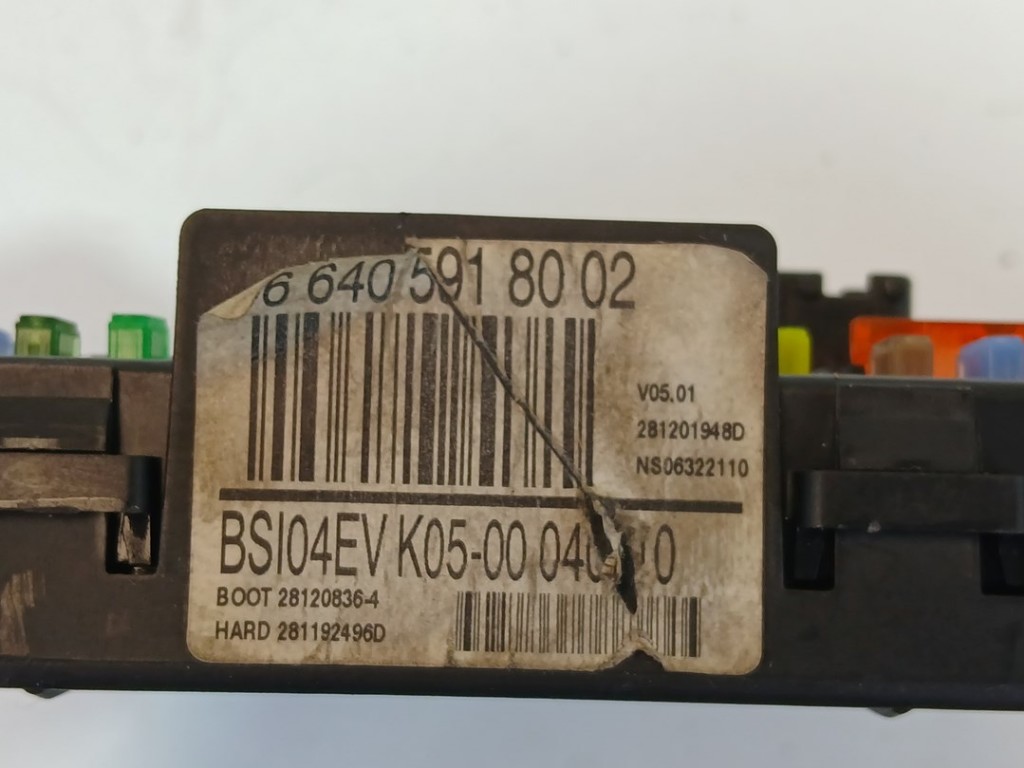 6 640 591 80 02
V05.01
281201948D
NS06322110
BSI04EV K05-00
BOOT 28120836-4
HARD 281192496D